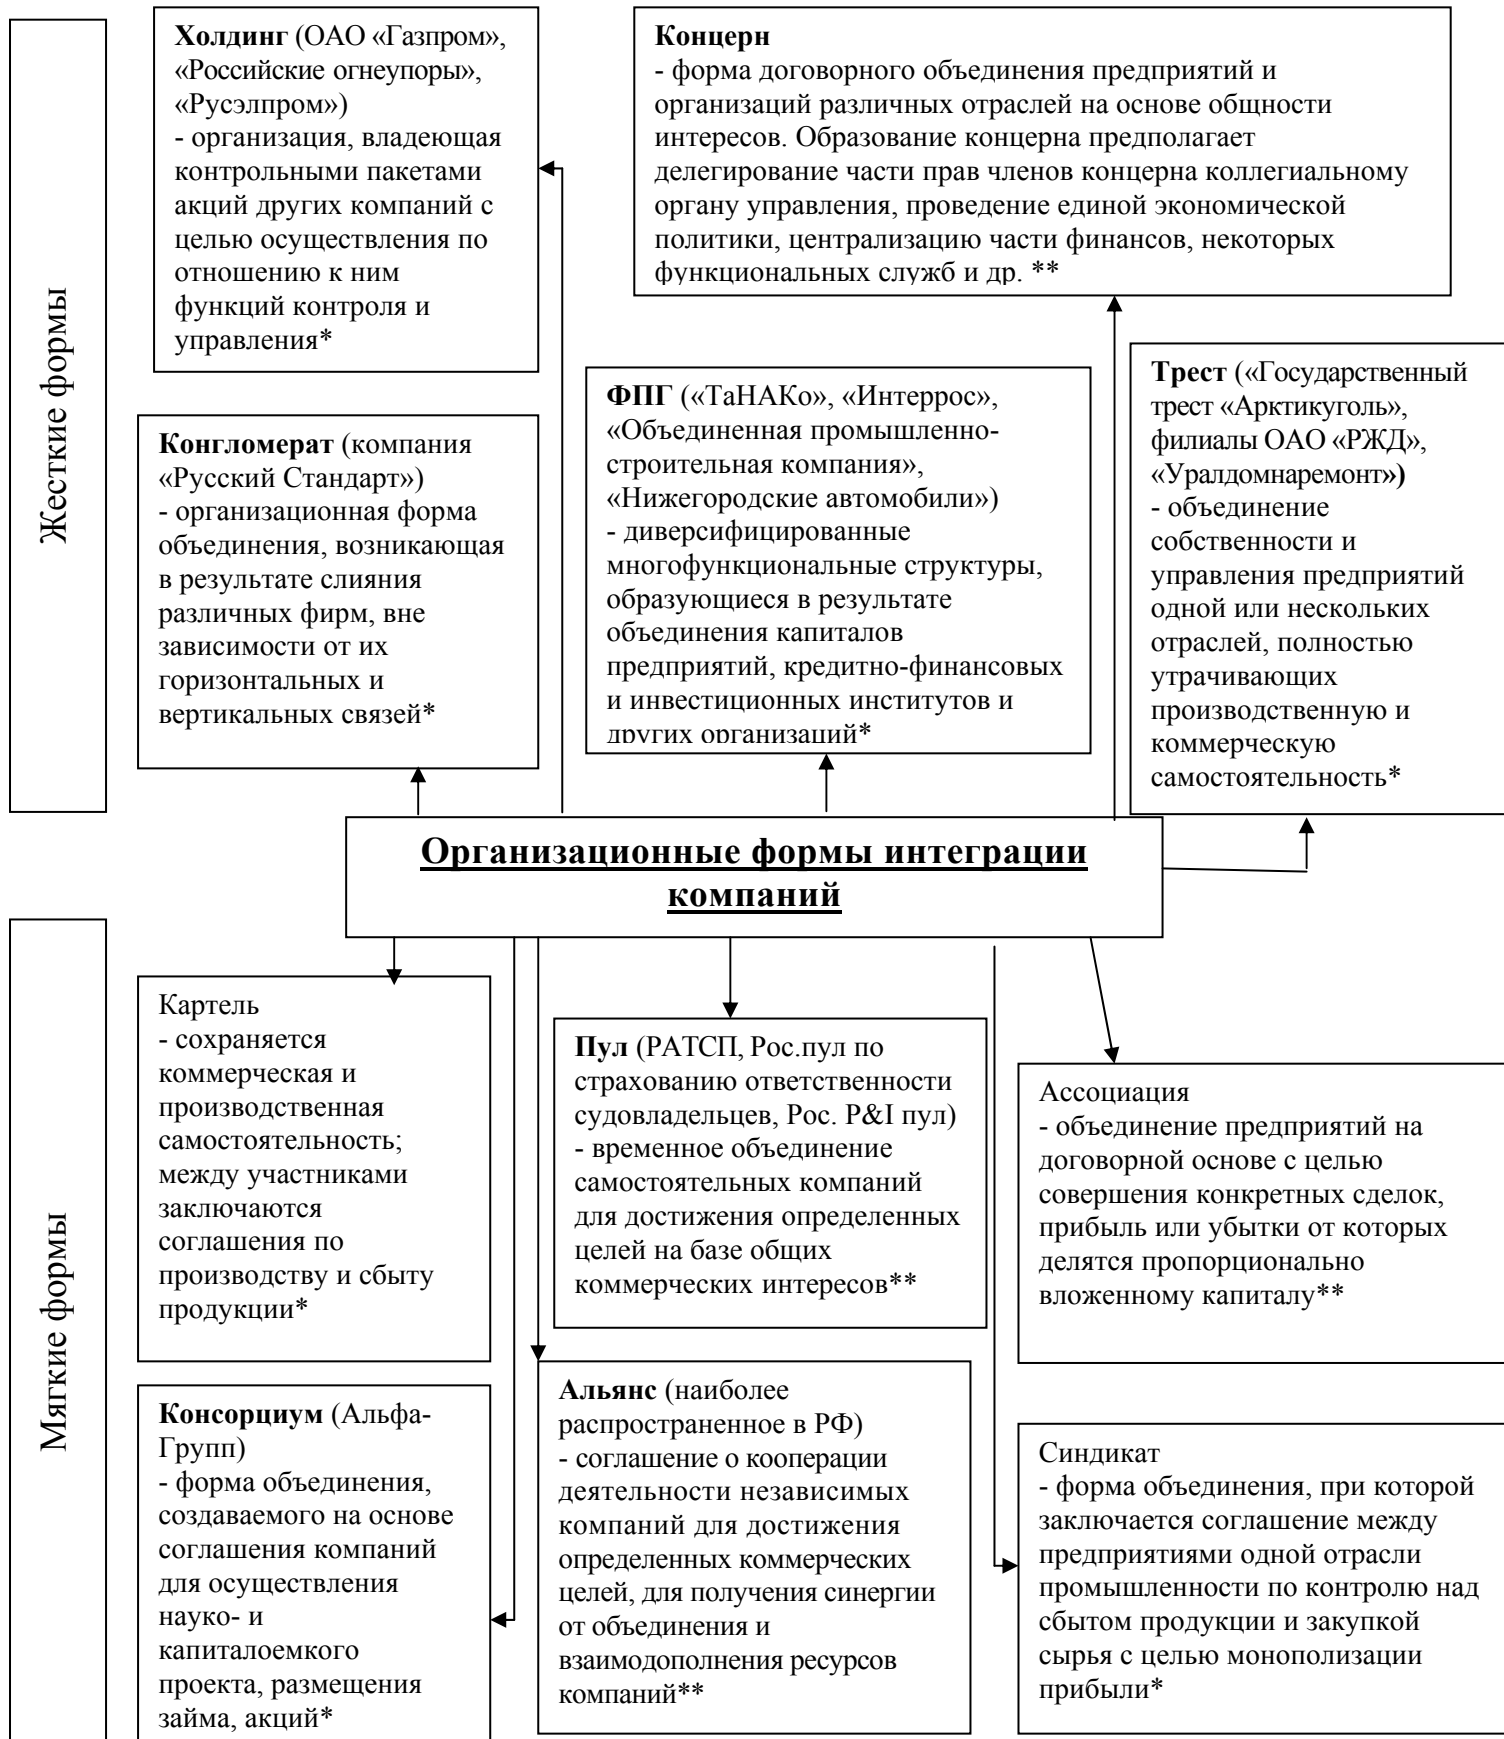 Жесткие формы
Холдинг (ОАО «Газпром»,
«Российские огнеупоры»,
«Русэлпром»)
- организация, владеющая
контрольными пакетами
акций других компаний с
целью осуществления по
отношению к ним
функций контроля и
управления*
Концерн
- форма договорного объединения предприятий и
организаций различных отраслей на основе общности
интересов. Образование концерна предполагает
делегирование части прав членов концерна коллегиальному
органу управления, проведение единой экономической
политики, централизацию части финансов, некоторых
функциональных служб и др. **
Конгломерат (компания
«Русский Стандарт»)
- организационная форма
объединения, возникающая
в результате слияния
различных фирм, вне
зависимости от их
горизонтальных и
вертикальных связей*
ФПГ («ТаНАКо», «Интеррос»,
«Объединенная промышленно-
строительная компания»,
«Нижегородские автомобили»)
- диверсифицированные
многофункциональные структуры,
образующиеся в результате
объединения капиталов
предприятий, кредитно-финансовых
и инвестиционных институтов и
других организаций*
Трест («Государственный
трест «Арктикуголь»,
филиалы ОАО «РЖД»,
«Уралдомнаремонт»)
- объединение
собственности и
управления предприятий
одной или нескольких
отраслей, полностью
утрачивающих
производственную и
коммерческую
самостоятельность*
Организационные формы интеграции
компаний
Мягкие формы
Картель
- сохраняется
коммерческая и
производственная
самостоятельность;
между участниками
заключаются
соглашения по
производству и сбыту
продукции*
Пул (РАТСП, Рос.пул по
страхованию ответственности
судовладельцев, Рос. P&I пул)
- временное объединение
самостоятельных компаний
для достижения определенных
целей на базе общих
коммерческих интересов**
Ассоциация
- объединение предприятий на
договорной основе с целью
совершения конкретных сделок,
прибыль или убытки от которых
делятся пропорционально
вложенному капиталу**
Консорциум (Альфа-
Групп)
- форма объединения,
создаваемого на основе
соглашения компаний
для осуществления
науко- и
капиталоемкого
проекта, размещения
займа, акций*
Альянс (наиболее
распространенное в РФ)
- соглашение о кооперации
деятельности независимых
компаний для достижения
определенных коммерческих
целей, для получения синергии
от объединения и
взаимодополнения ресурсов
компаний**
Синдикат
- форма объединения, при которой
заключается соглашение между
предприятиями одной отрасли
промышленности по контролю над
сбытом продукции и закупкой
сырья с целью монополизации
прибыли*